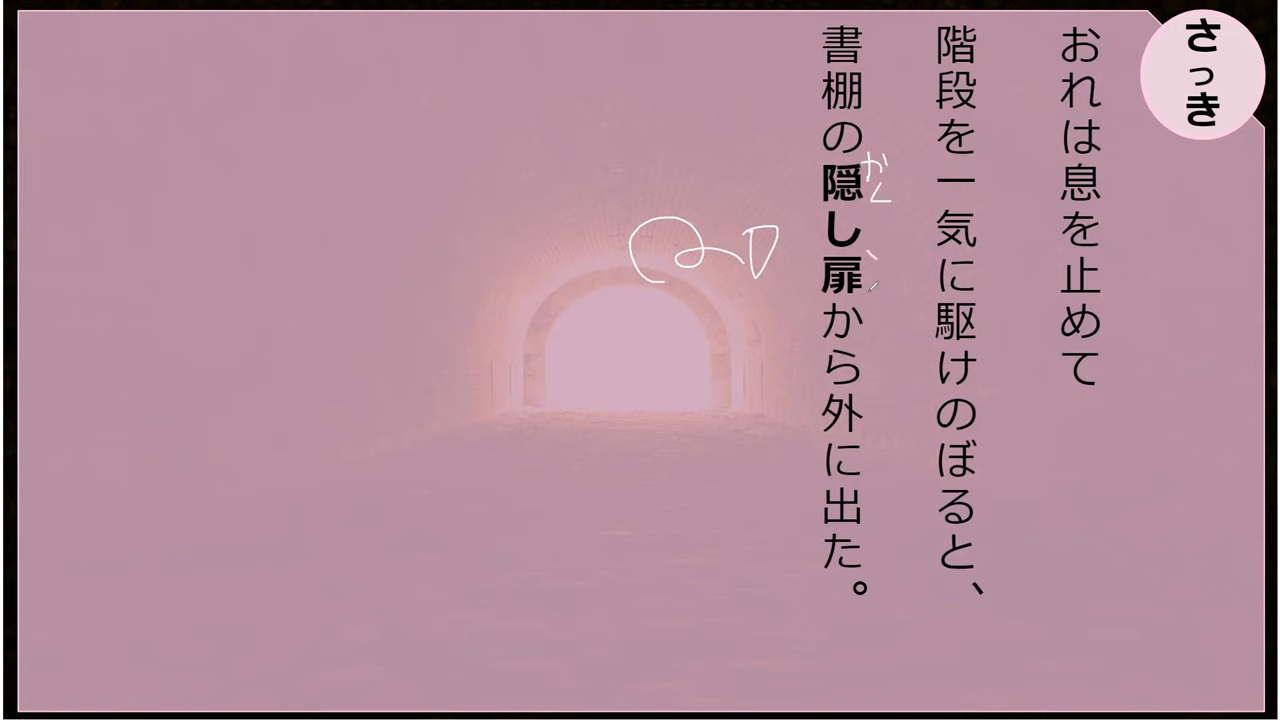 さっき
おれは息を止めて
階段を一気に駆けのぼると、
書棚の隠し扉から外に出た。
かく